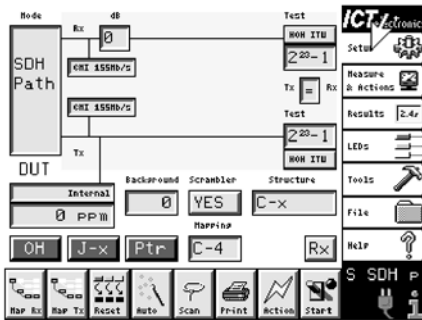 Mode
dB
Test
ICT electronic
Rx
0
NON ITU
Setup
SDH
Path
CMI 155Mb/s
2²³-1
Tx = Rx
Measure
& Actions
CMI 155Mb/s
Test
Results
2²³-1
Tx
NON ITU
LEDs
DUT
Internal
Background
Scrambler
Structure
Tools
0 ppm
0
YES
C-x
File
Mapping
OH
J-x
Ptr
C-4
Rx
Help
S SDH P
Map Rx
Map Tx
Reset
Auto
Scan
Print
Action
Start